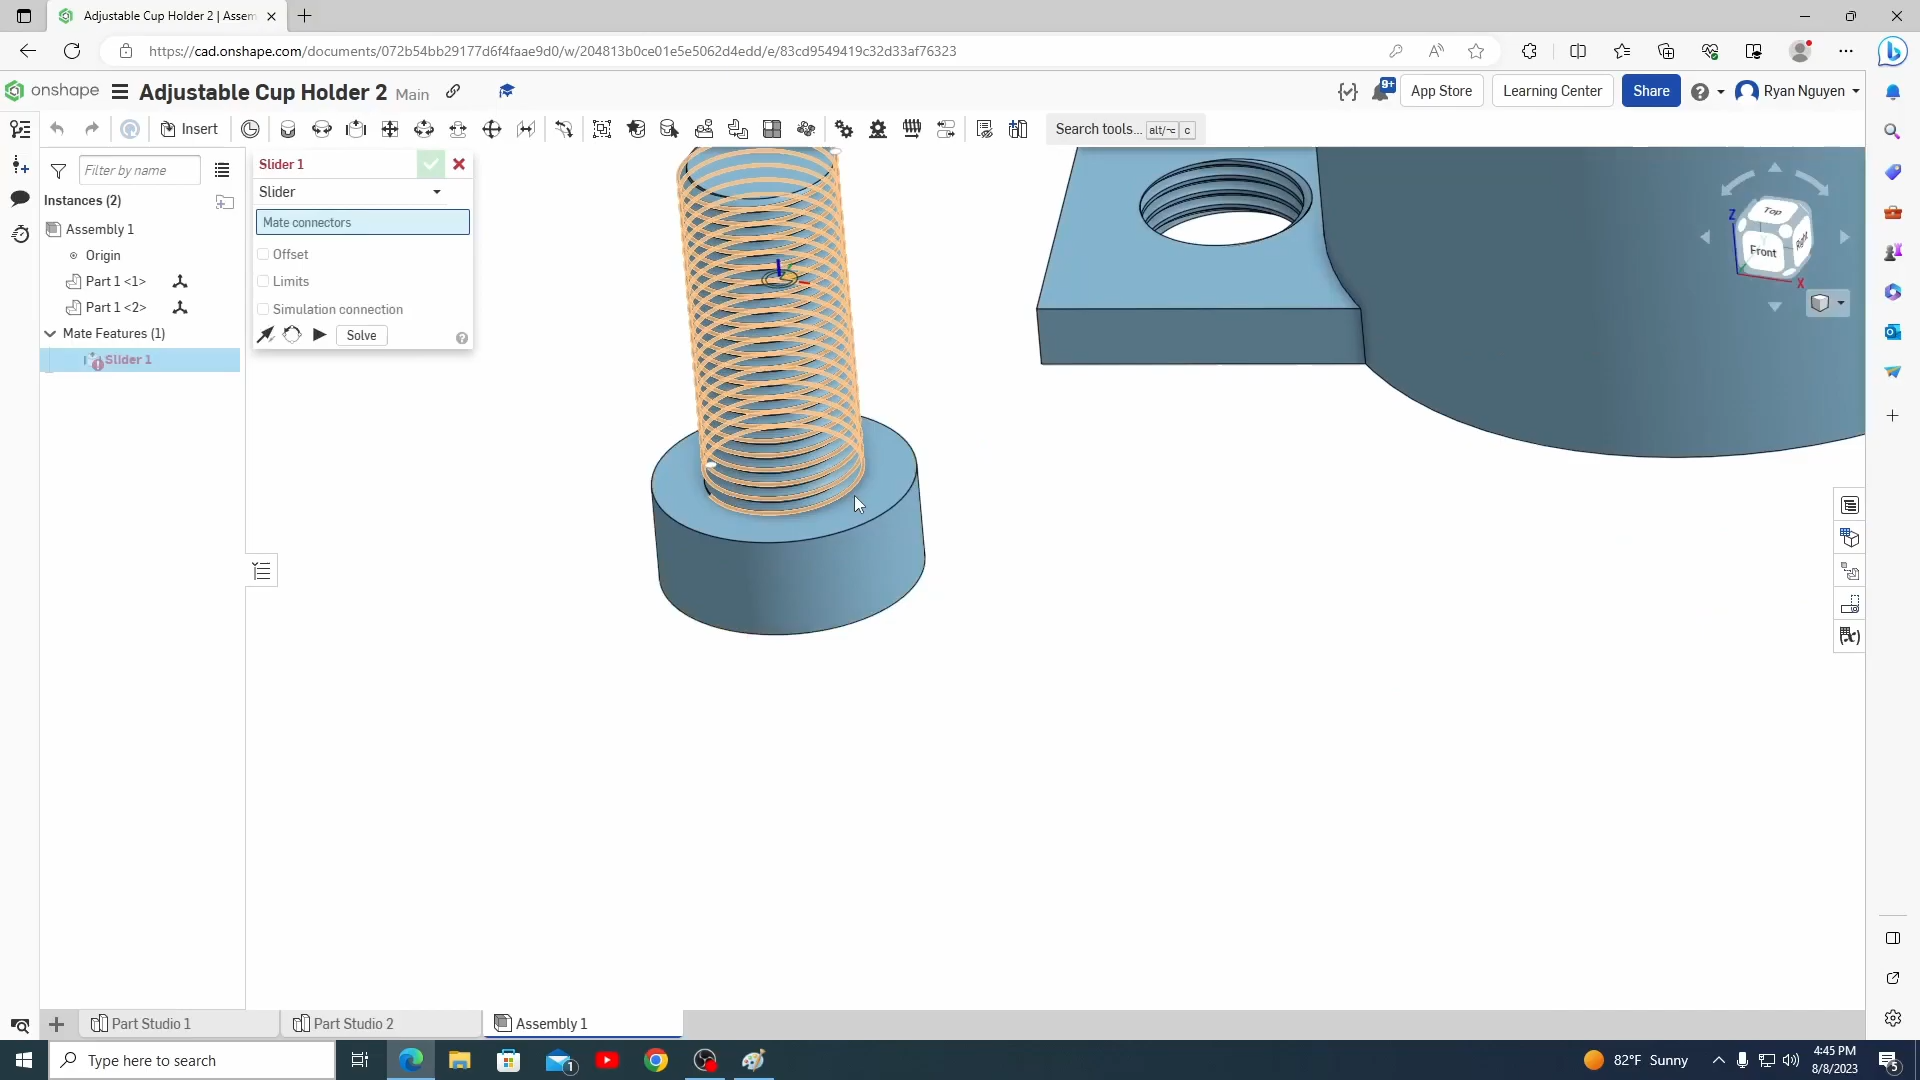 Adjustable Cup Holder 2 | Assem
https://cad.onshape.com/documents/072b54bb29177d6f4faae9d0/w/204813b0ce01e5e5062d4edd/e/83cd9549419c32d33af76323
onshape
Adjustable Cup Holder 2 Main
9+
App Store
Learning Center
Share
Ryan Nguyen
Insert
Search tools... alt/⌥ c
Filter by name
Instances (2)
Assembly 1
Origin
Part 1 <1>
Part 1 <2>
Mate Features (1)
Slider 1
Slider 1
Slider
Mate connectors
Offset
Limits
Simulation connection
Solve
Z
Top
Front
Right
X
Part Studio 1
Part Studio 2
Assembly 1
Type here to search
1
82°F Sunny
4:45 PM
8/8/2023
5